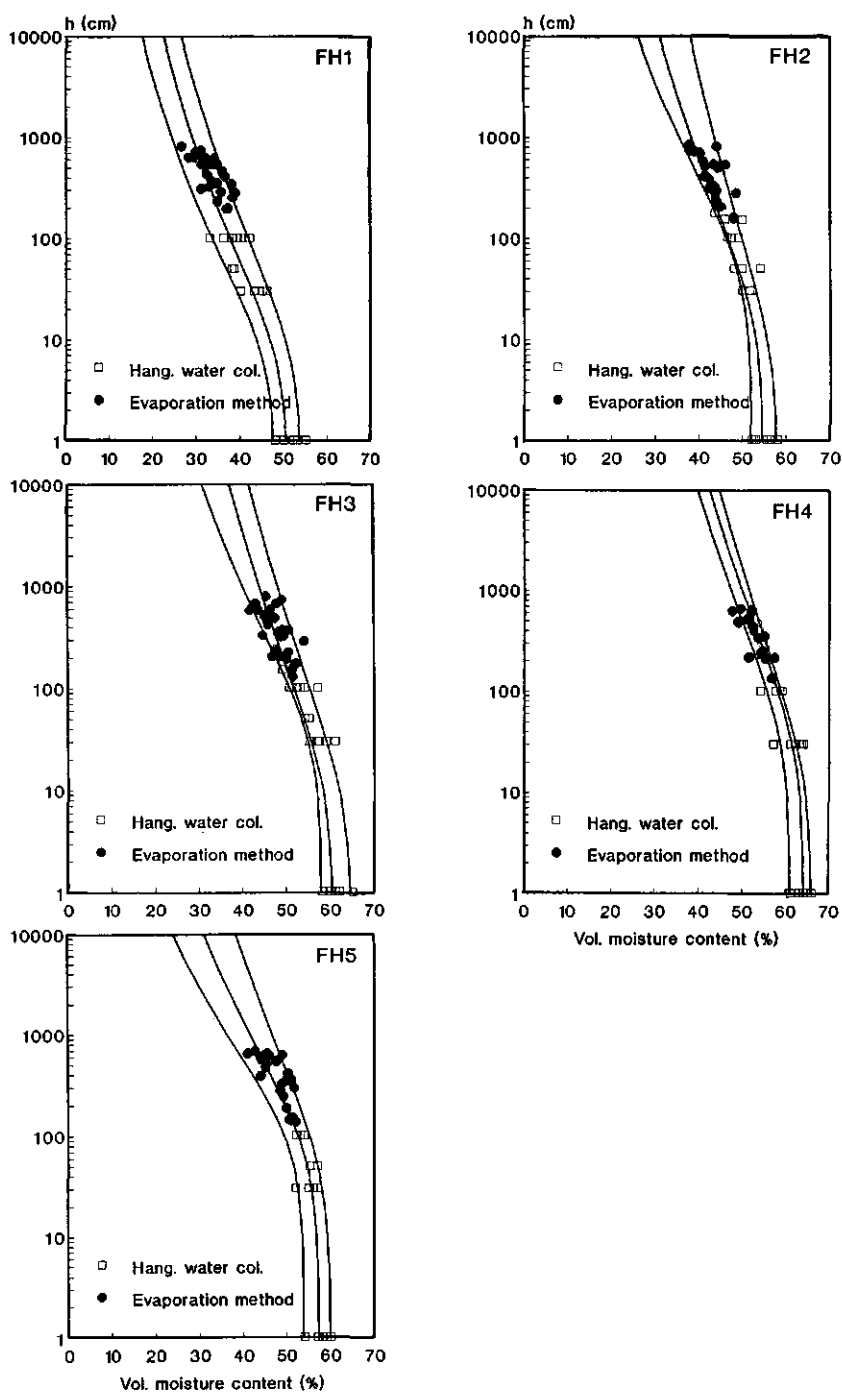 h (cm)
10000
1000
100
10
1
FH1
□ Hang. water col.
● Evaporation method
0 10 20 30 40 50 60 70
10000
1000
100
10
1
FH2
□ Hang. water col.
● Evaporation method
0 10 20 30 40 50 60 70
10000
1000
100
10
1
FH3
□ Hang. water col.
● Evaporation method
0 10 20 30 40 50 60 70
10000
1000
100
10
1
FH4
□ Hang. water col.
● Evaporation method
0 10 20 30 40 50 60 70
Vol. moisture content (%)
10000
1000
100
10
1
FH5
□ Hang. water col.
● Evaporation method
0 10 20 30 40 50 60 70
Vol. moisture content (%)